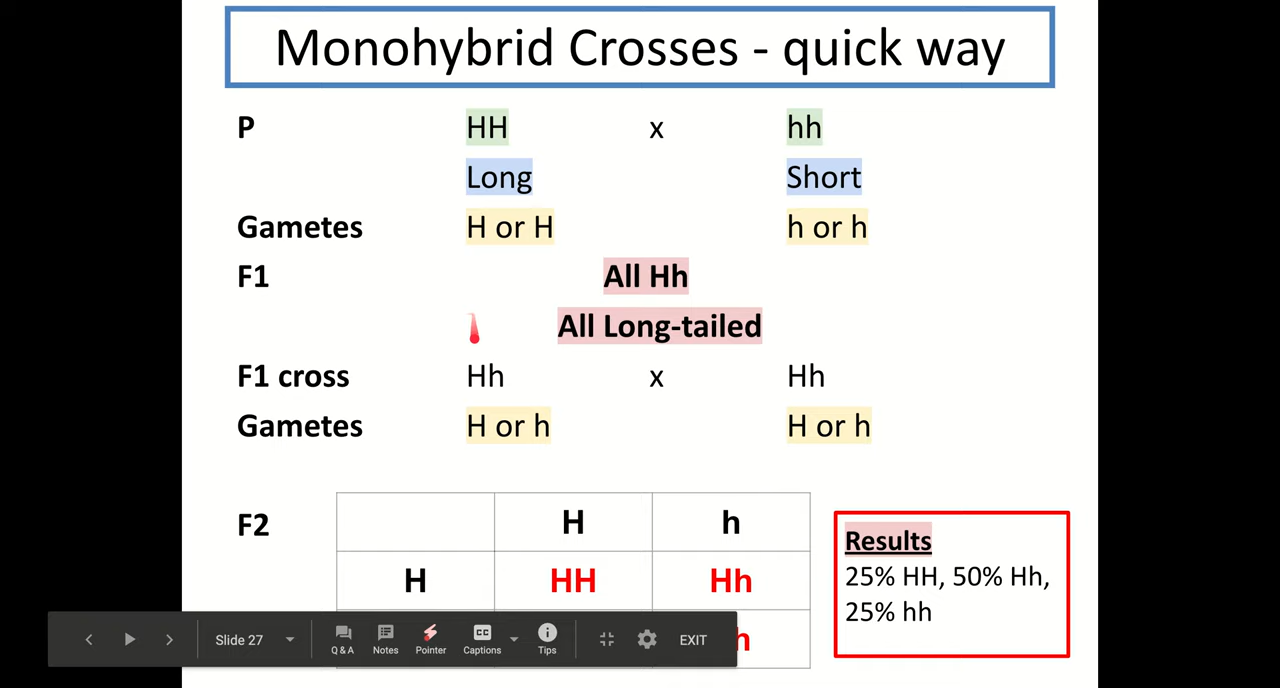 Monohybrid Crosses - quick way
P HH x hh
Long Short
Gametes H or H h or h
F1 All Hh
All Long-tailed
F1 cross Hh x Hh
Gametes H or h H or h
F2 H h
H HH Hh
Results
25% HH, 50% Hh,
25% hh
Slide 27 Q & A Notes Pointer CC Captions Tips EXIT